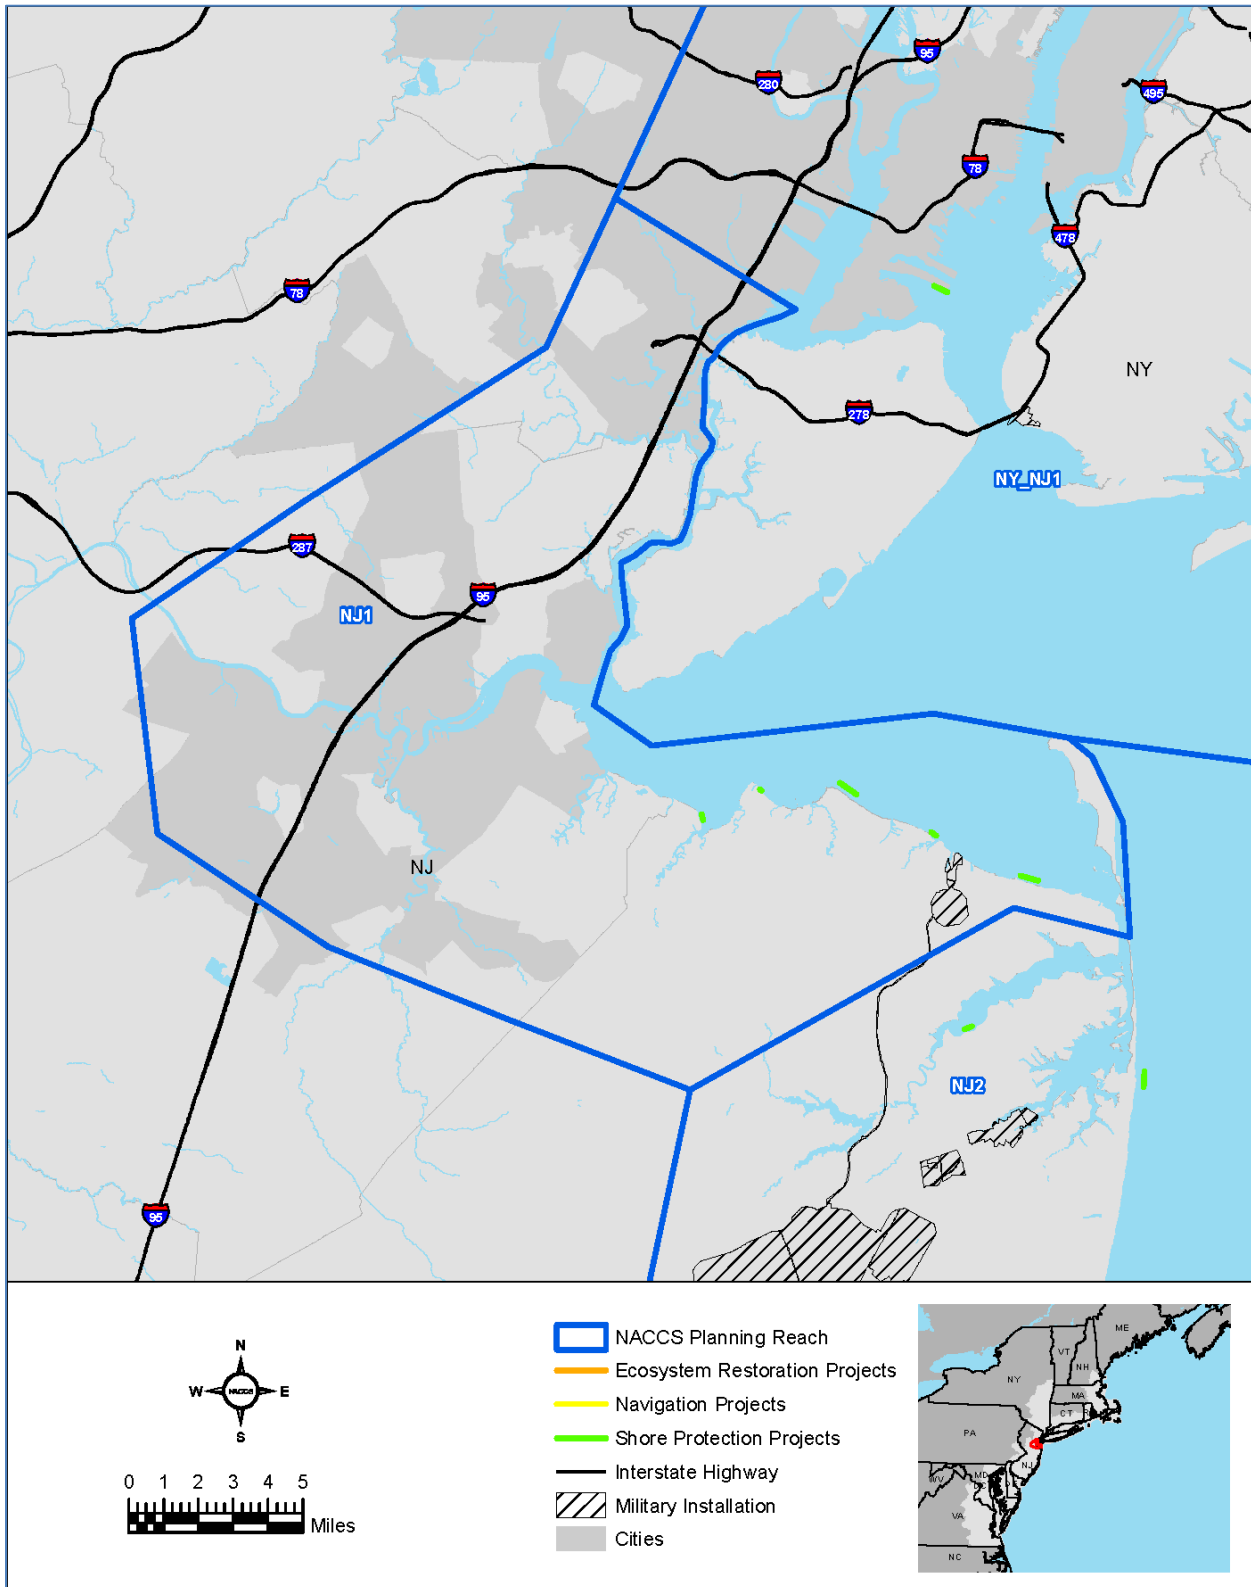 280
95
495
78
478
78
278
NY
NY_NJ1
287
95
NJ1
NJ
NJ2
95
N
W
NACCS
E
S
0 1 2 3 4 5
Miles
NACCS Planning Reach
Ecosystem Restoration Projects
Navigation Projects
Shore Protection Projects
Interstate Highway
Military Installation
Cities
ME
VT
NH
NY
MA
CT
PA
NJ
MD
WV
VA
NC